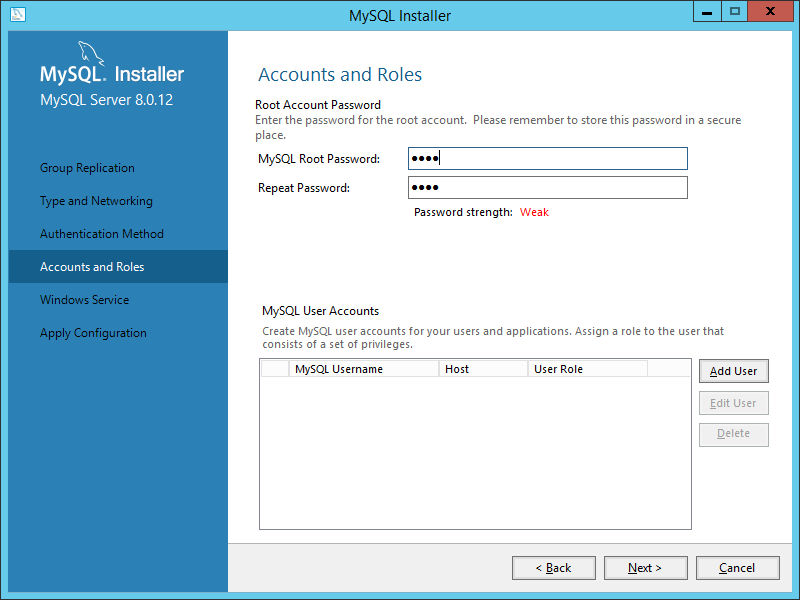 MySQL Installer
MySQL. Installer
MySQL Server 8.0.12
Group Replication
Type and Networking
Authentication Method
Accounts and Roles
Windows Service
Apply Configuration
Accounts and Roles
Root Account Password
Enter the password for the root account. Please remember to store this password in a secure
place.
MySQL Root Password: ●●●●
Repeat Password: ●●●●
Password strength: Weak
MySQL User Accounts
Create MySQL user accounts for your users and applications. Assign a role to the user that
consists of a set of privileges.
MySQL Username Host User Role
Add User
Edit User
Delete
< Back Next > Cancel